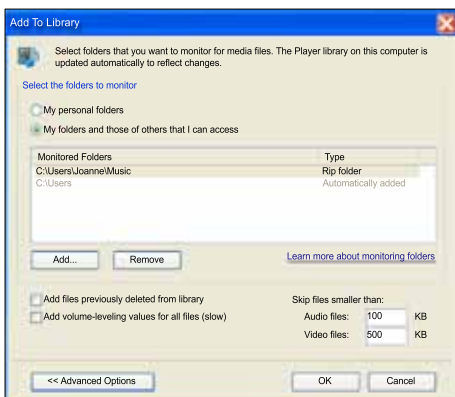 Add To Library
Select folders that you want to monitor for media files. The Player library on this computer is
updated automatically to reflect changes.
Select the folders to monitor
My personal folders
My folders and those of others that I can access
Monitored Folders Type
C:\Users\Joanne\Music Rip folder
C:\Users Automatically added
Add... Remove Learn more about monitoring folders
Add files previously deleted from library Skip files smaller than:
Add volume-leveling values for all files (slow) Audio files: 100 KB
Video files: 500 KB
<< Advanced Options OK Cancel